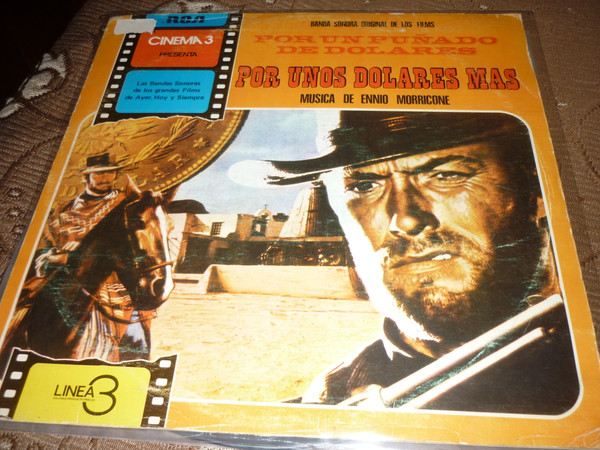 RCA
CINEMA 3
PRESENTA
Las Bandas Sonoras
de los grandes Films
de Ayer, Hoy y Siempre
BANDA SONORA ORIGINAL DE LOS FILMS
POR UN PUÑADO
DE DOLARES
POR UNOS DOLARES MAS
MUSICA DE ENNIO MORRICONE
LINEA 3